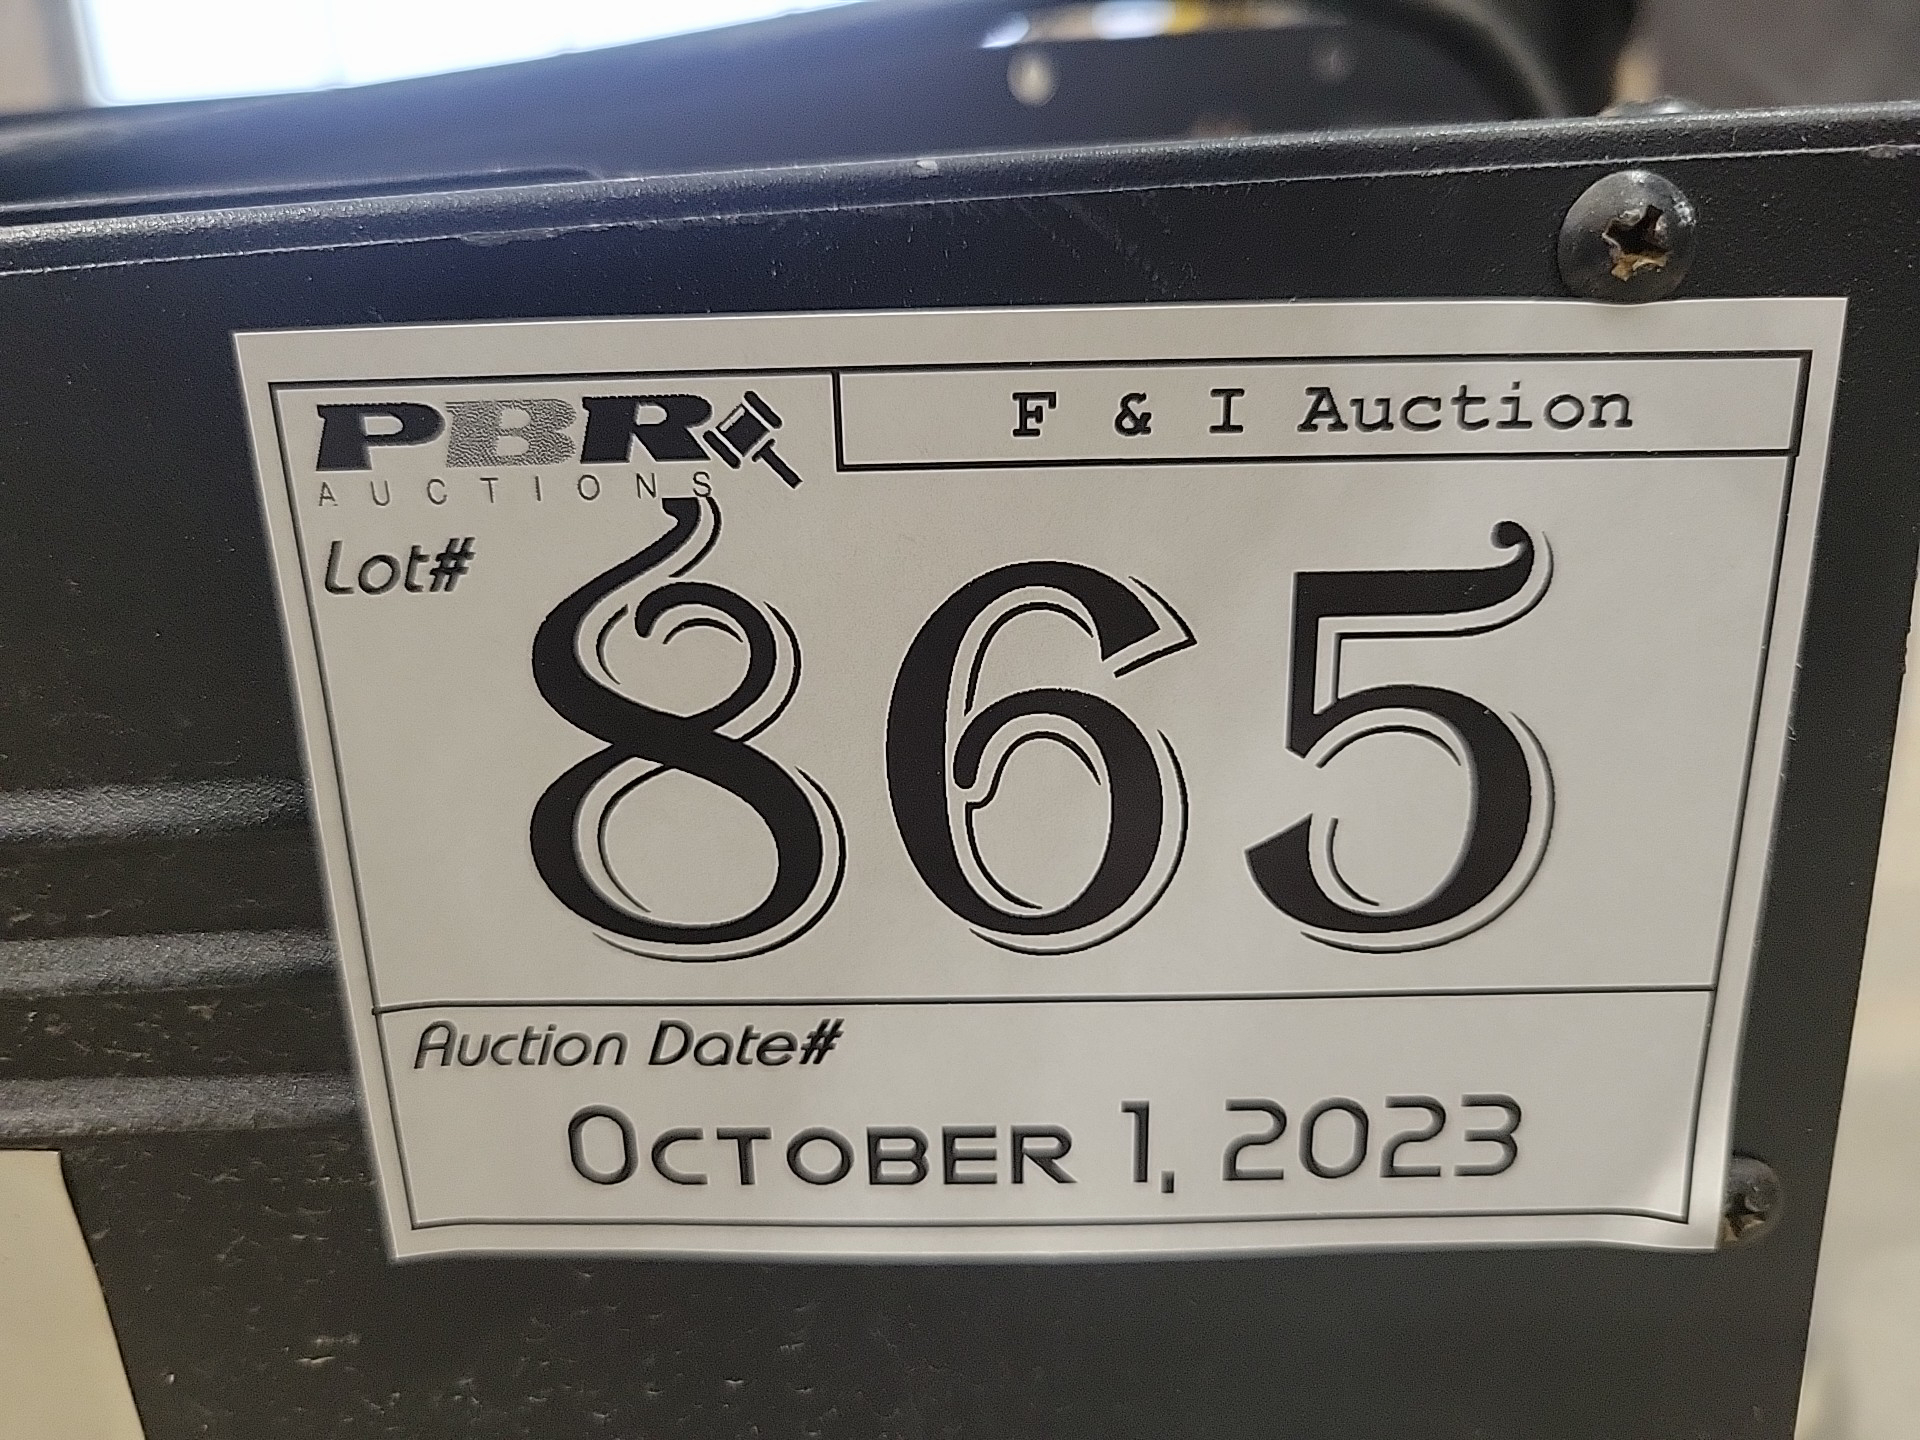 PBR
AUCTIONS
F & I Auction
Lot#
865
Auction Date#
OCTOBER 1, 2023